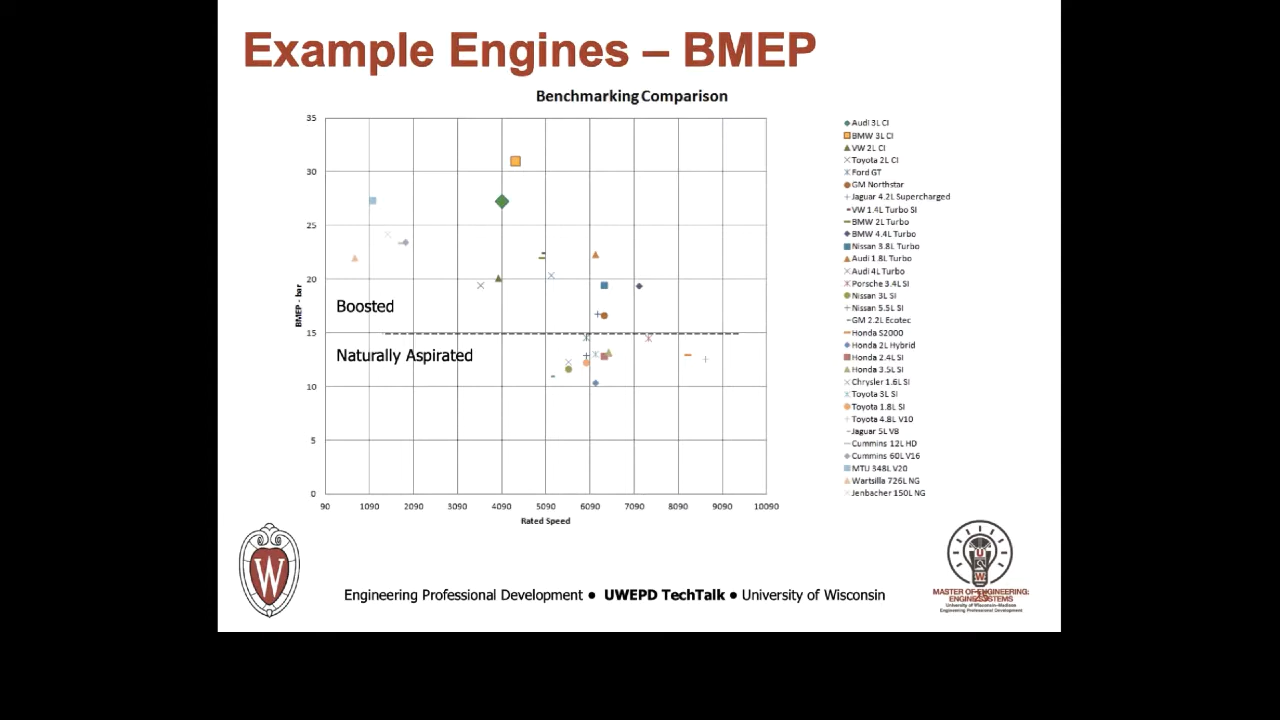 Example Engines – BMEP
Benchmarking Comparison
35
30
25
20
15
10
5
0
BMEP - bar
Boosted
Naturally Aspirated
90 1090 2090 3090 4090 5090 6090 7090 8090 9090 10090
Rated Speed
Audi 3L CI
BMW 3L CI
VW 2L CI
Toyota 2L CI
Ford GT
GM Northstar
Jaguar 4.2L Supercharged
VW 1.4L Turbo SI
BMW 2L Turbo
BMW 4.4L Turbo
Nissan 3.8L Turbo
Audi 1.8L Turbo
Audi 4L Turbo
Porsche 3.4L SI
Nissan 3L SI
Nissan 5.5L SI
GM 2.2L Ecotec
Honda S2000
Honda 2L Hybrid
Honda 2.4L SI
Honda 3.5L SI
Chrysler 1.6L SI
Toyota 3L SI
Toyota 1.8L SI
Toyota 4.8L V10
Jaguar 5L V8
Cummins 12L HD
Cummins 60L V16
MTU 348L V20
Wartsilla 726L NG
Jenbacher 150L NG
W
Engineering Professional Development ● UWEPD TechTalk ● University of Wisconsin
U
W
MASTER OF ENGINEERING:
ENGINE SYSTEMS
University of Wisconsin–Madison
Engineering Professional Development